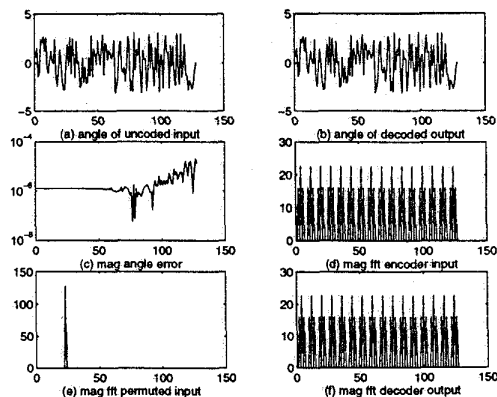 5
0
-5
0 50 100 150
(a) angle of uncoded input
5
0
-5
0 50 100 150
(b) angle of decoded output
10⁻⁴
10⁻⁶
10⁻⁸
0 50 100 150
(c) mag angle error
30
20
10
0
0 50 100 150
(d) mag fft encoder input
150
100
50
0
0 50 100 150
(e) mag fft permuted input
30
20
10
0
0 50 100 150
(f) mag fft decoder output